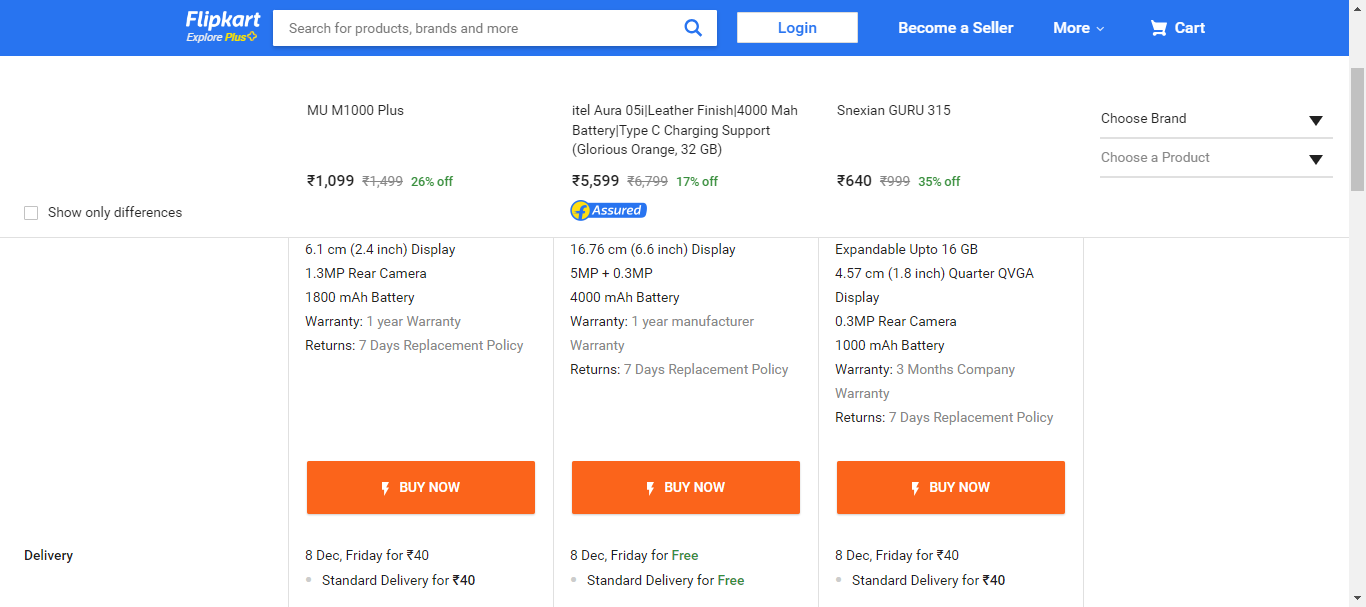 Flipkart
Explore Plus
Search for products, brands and more
Login
Become a Seller
More
Cart
MU M1000 Plus
₹1,099 ₹1,499 26% off
itel Aura 05i|Leather Finish|4000 Mah
Battery|Type C Charging Support
(Glorious Orange, 32 GB)
₹5,599 ₹6,799 17% off
Assured
Snexian GURU 315
₹640 ₹999 35% off
Choose Brand
Choose a Product
Show only differences
6.1 cm (2.4 inch) Display
1.3MP Rear Camera
1800 mAh Battery
Warranty: 1 year Warranty
Returns: 7 Days Replacement Policy
16.76 cm (6.6 inch) Display
5MP + 0.3MP
4000 mAh Battery
Warranty: 1 year manufacturer
Warranty
Returns: 7 Days Replacement Policy
Expandable Upto 16 GB
4.57 cm (1.8 inch) Quarter QVGA
Display
0.3MP Rear Camera
1000 mAh Battery
Warranty: 3 Months Company
Warranty
Returns: 7 Days Replacement Policy
BUY NOW
BUY NOW
BUY NOW
Delivery
8 Dec, Friday for ₹40
Standard Delivery for ₹40
8 Dec, Friday for Free
Standard Delivery for Free
8 Dec, Friday for ₹40
Standard Delivery for ₹40